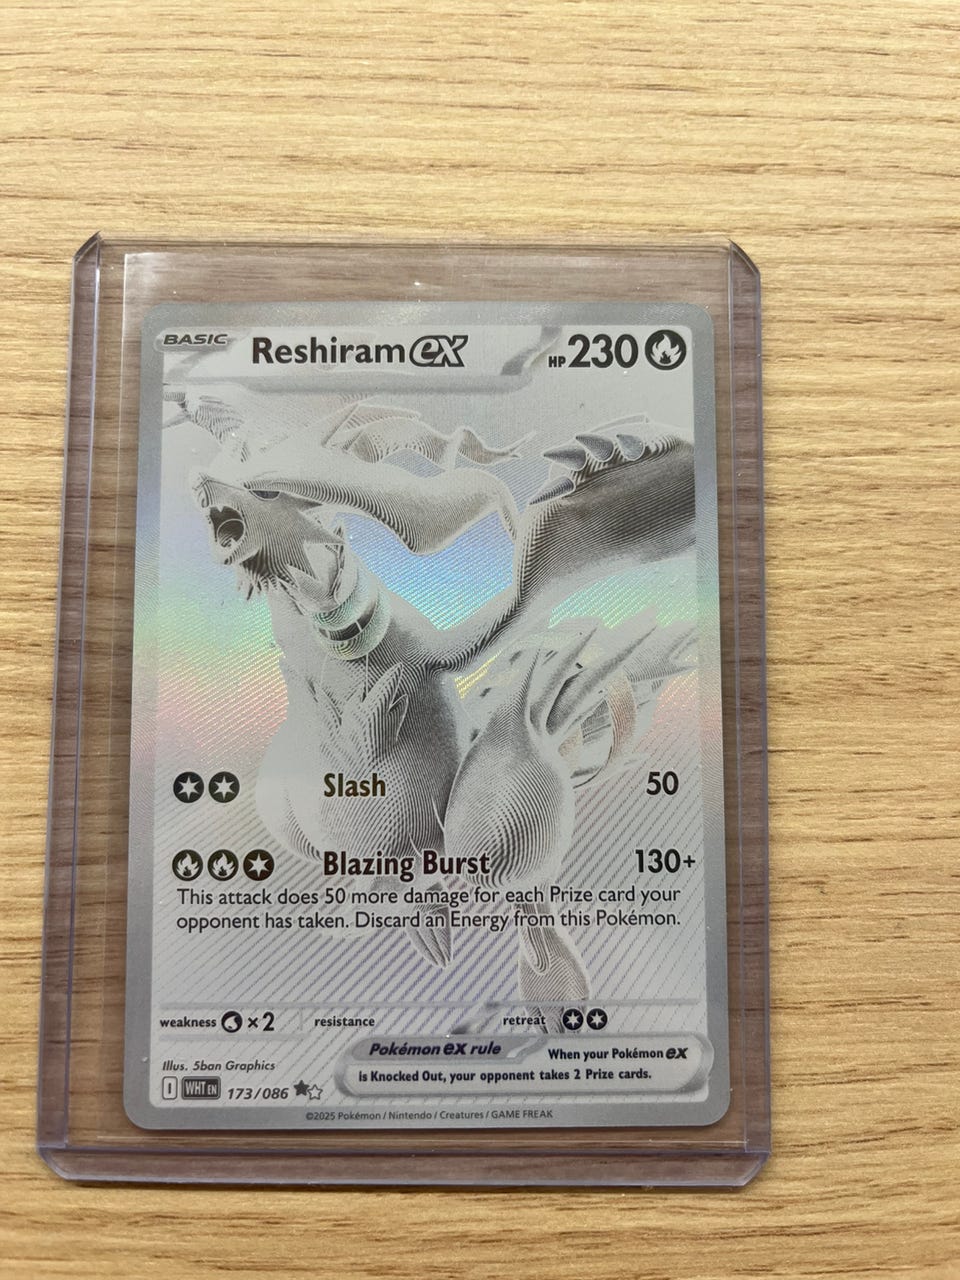 BASIC Reshiram ex HP 230
Slash 50
Blazing Burst 130+
This attack does 50 more damage for each Prize card your
opponent has taken. Discard an Energy from this Pokémon.
weakness ×2 resistance retreat
Pokémon ex rule When your Pokémon ex
is Knocked Out, your opponent takes 2 Prize cards.
Illus. 5ban Graphics
I WHT EN 173/086
©2025 Pokémon / Nintendo / Creatures / GAME FREAK